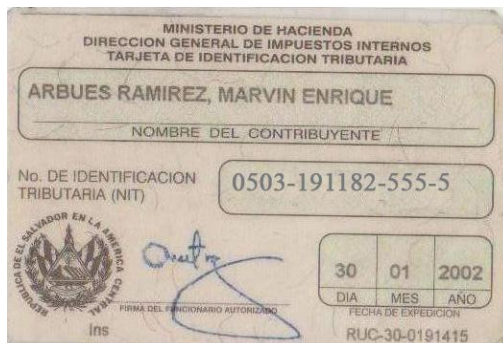 MINISTERIO DE HACIENDA
DIRECCION GENERAL DE IMPUESTOS INTERNOS
TARJETA DE IDENTIFICACION TRIBUTARIA
ARBUES RAMIREZ, MARVIN ENRIQUE
NOMBRE DEL CONTRIBUYENTE
No. DE IDENTIFICACION
TRIBUTARIA (NIT)
0503-191182-555-5
REPUBLICA DE EL SALVADOR EN LA AMERICA CENTRAL
30 01 2002
DIA MES AÑO
FIRMA DEL FUNCIONARIO AUTORIZADO
FECHA DE EXPEDICION
Ins
RUC-30-0191415